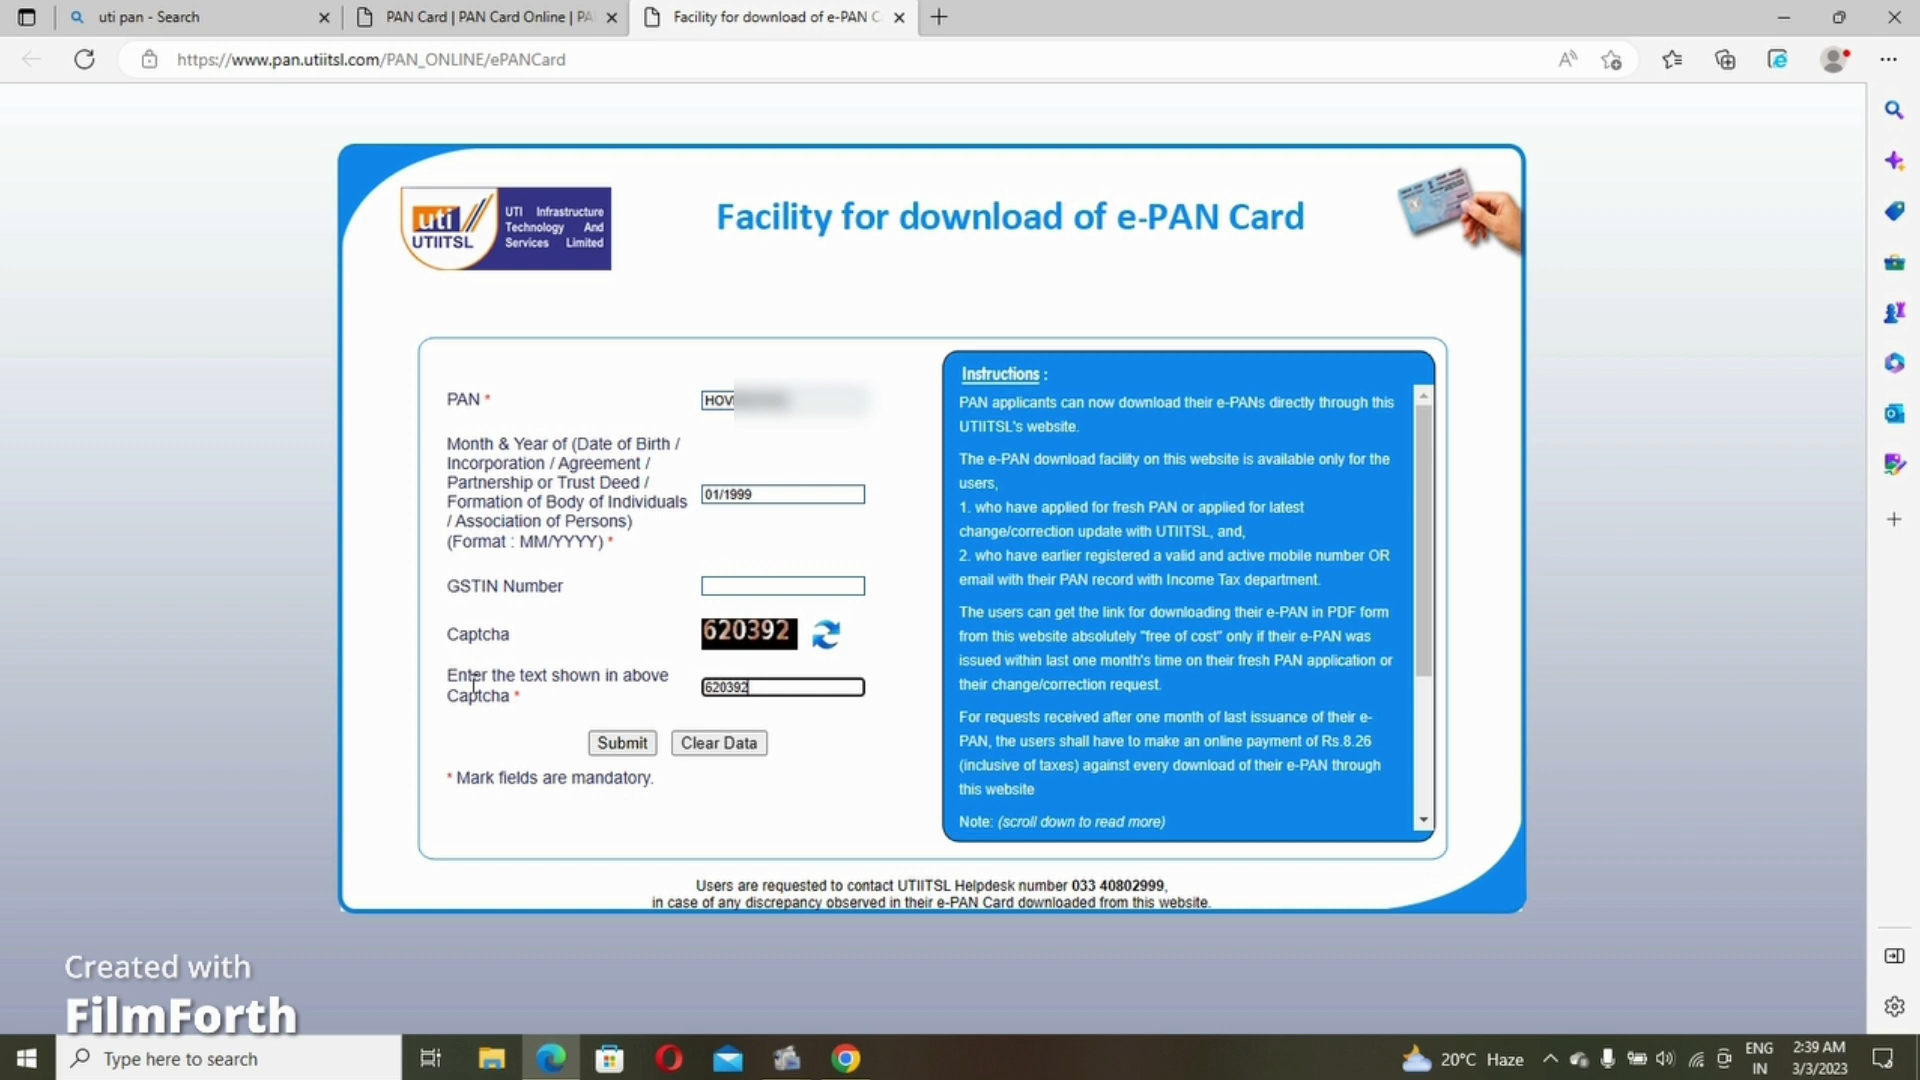 uti pan - Search
PAN Card | PAN Card Online | PA
Facility for download of e-PAN C
https://www.pan.utiitsl.com/PAN_ONLINE/ePANCard
uti
UTIITSL
UTI Infrastructure
Technology And
Services Limited
Facility for download of e-PAN Card
PAN *
HOV
Month & Year of (Date of Birth /
Incorporation / Agreement /
Partnership or Trust Deed /
Formation of Body of Individuals
/ Association of Persons)
(Format : MM/YYYY) *
01/1999
GSTIN Number
Captcha
620392
Enter the text shown in above
Captcha *
620392
Submit
Clear Data
* Mark fields are mandatory.
Instructions :
PAN applicants can now download their e-PANs directly through this
UTIITSL's website.
The e-PAN download facility on this website is available only for the
users,
1. who have applied for fresh PAN or applied for latest
change/correction update with UTIITSL, and,
2. who have earlier registered a valid and active mobile number OR
email with their PAN record with Income Tax department.
The users can get the link for downloading their e-PAN in PDF form
from this website absolutely "free of cost" only if their e-PAN was
issued within last one month's time on their fresh PAN application or
their change/correction request.
For requests received after one month of last issuance of their e-
PAN, the users shall have to make an online payment of Rs.8.26
(inclusive of taxes) against every download of their e-PAN through
this website
Note: (scroll down to read more)
Users are requested to contact UTIITSL Helpdesk number 033 40802999,
in case of any discrepancy observed in their e-PAN Card downloaded from this website.
Created with
FilmForth
Type here to search
20°C Haze
ENG
IN
2:39 AM
3/3/2023